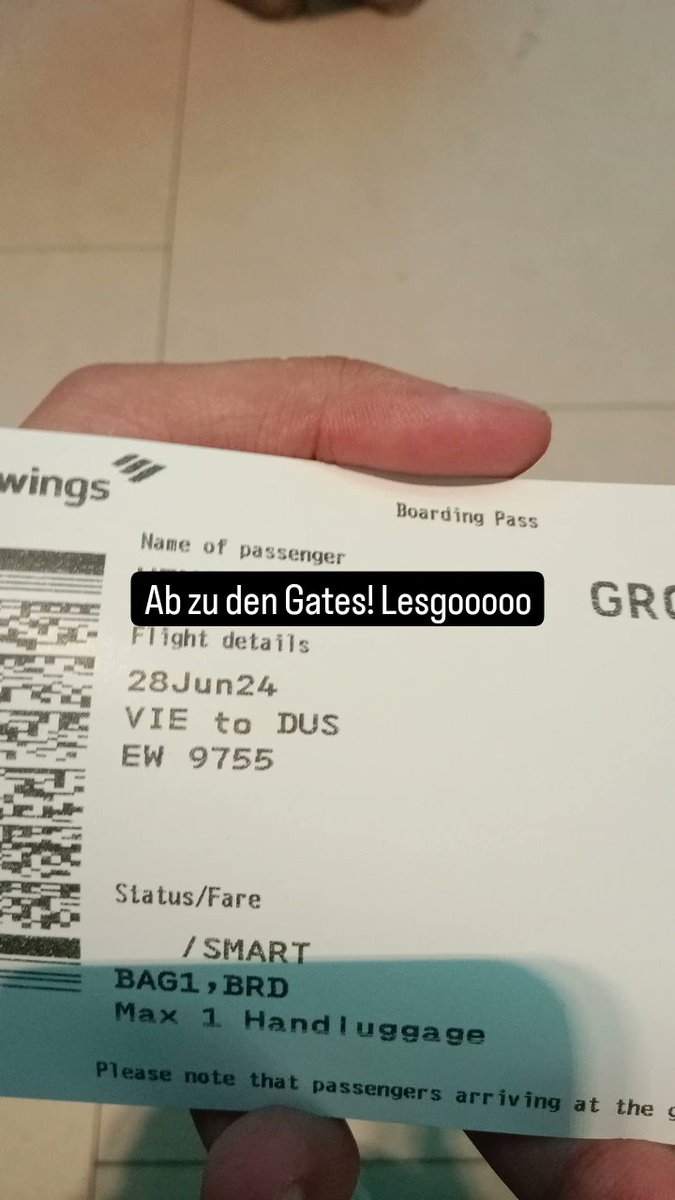 wings
Boarding Pass
Name of passenger
Ab zu den Gates! Lesgooooo
Flight details
28Jun24
VIE to DUS
EW 9755
Status/Fare
/SMART
BAG1,BRD
Max 1 Handluggage
Please note that passengers arriving at the